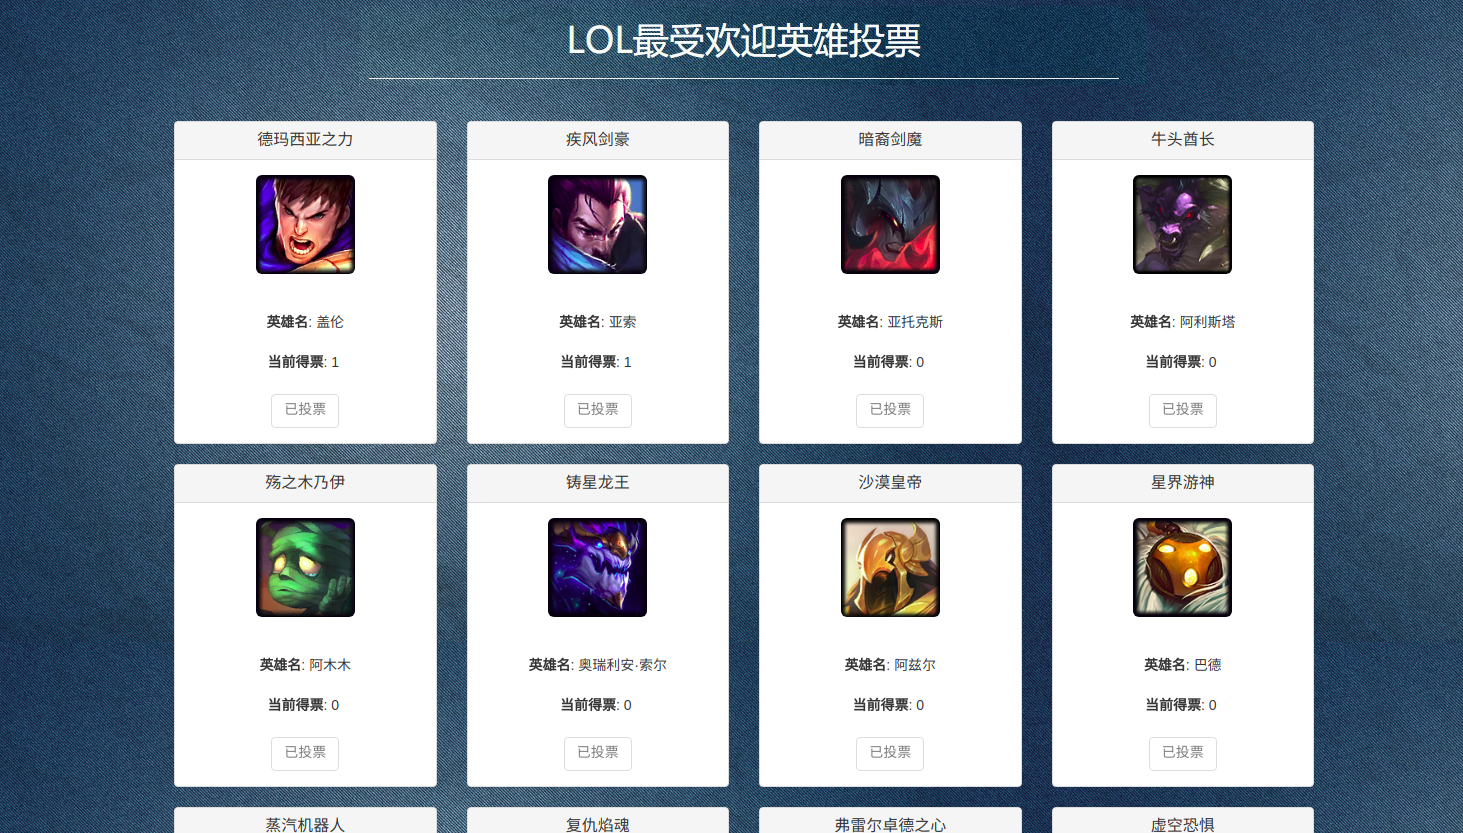 LOL最受欢迎英雄投票
德玛西亚之力
疾风剑豪
暗裔剑魔
牛头酋长
英雄名: 盖伦
英雄名: 亚索
英雄名: 亚托克斯
英雄名: 阿利斯塔
当前得票: 1
当前得票: 1
当前得票: 0
当前得票: 0
已投票
已投票
已投票
已投票
殇之木乃伊
铸星龙王
沙漠皇帝
星界游神
英雄名: 阿木木
英雄名: 奥瑞利安·索尔
英雄名: 阿兹尔
英雄名: 巴德
当前得票: 0
当前得票: 0
当前得票: 0
当前得票: 0
已投票
已投票
已投票
已投票
蒸汽机器人
复仇焰魂
弗雷尔卓德之心
虚空恐惧